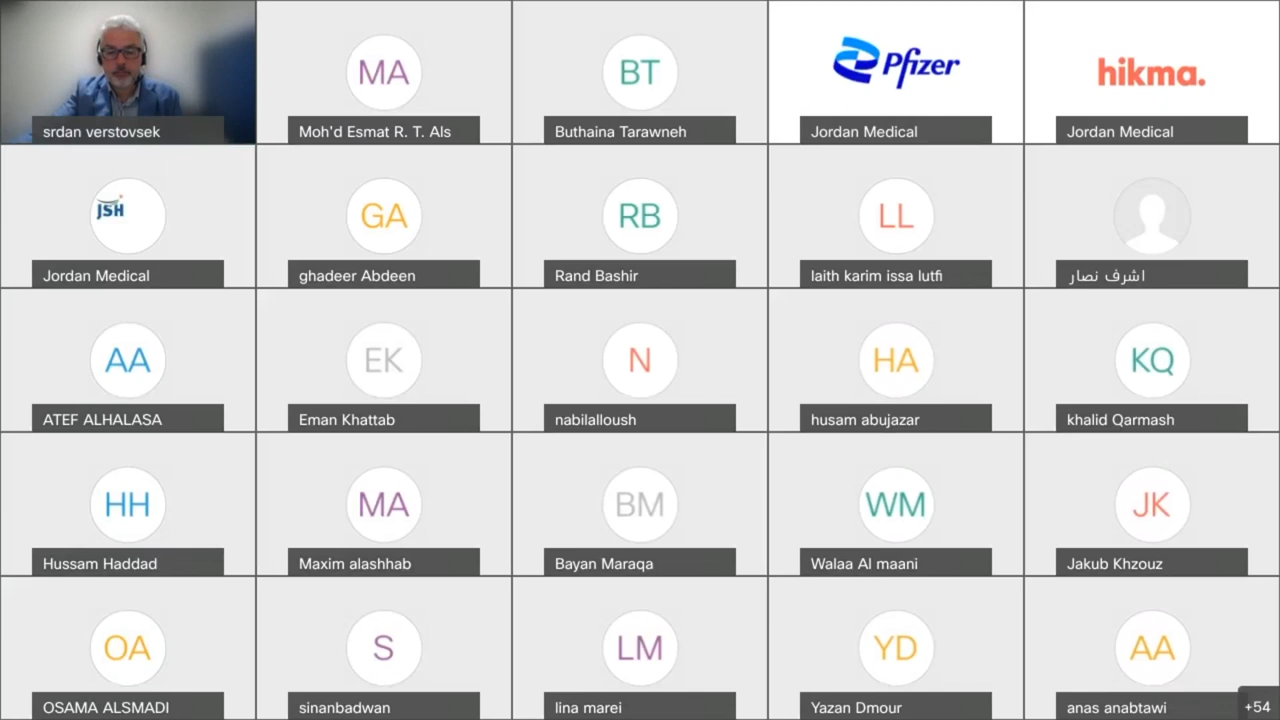 srdan verstovsek
MA
Moh'd Esmat R. T. Als
BT
Buthaina Tarawneh
Pfizer
Jordan Medical
hikma.
Jordan Medical
JSH
Jordan Medical
GA
ghadeer Abdeen
RB
Rand Bashir
LL
laith karim issa lutfi
اشرف نصار
AA
ATEF ALHALASA
EK
Eman Khattab
N
nabilalloush
HA
husam abujazar
KQ
khalid Qarmash
HH
Hussam Haddad
MA
Maxim alashhab
BM
Bayan Maraqa
WM
Walaa Al maani
JK
Jakub Khzouz
OA
OSAMA ALSMADI
S
sinanbadwan
LM
lina marei
YD
Yazan Dmour
AA
anas anabtawi
+54